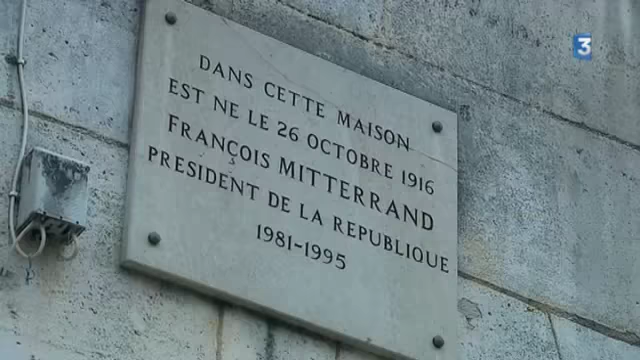 3
DANS CETTE MAISON
EST NE LE 26 OCTOBRE 1916
FRANÇOIS MITTERRAND
PRESIDENT DE LA REPUBLIQUE
1981-1995